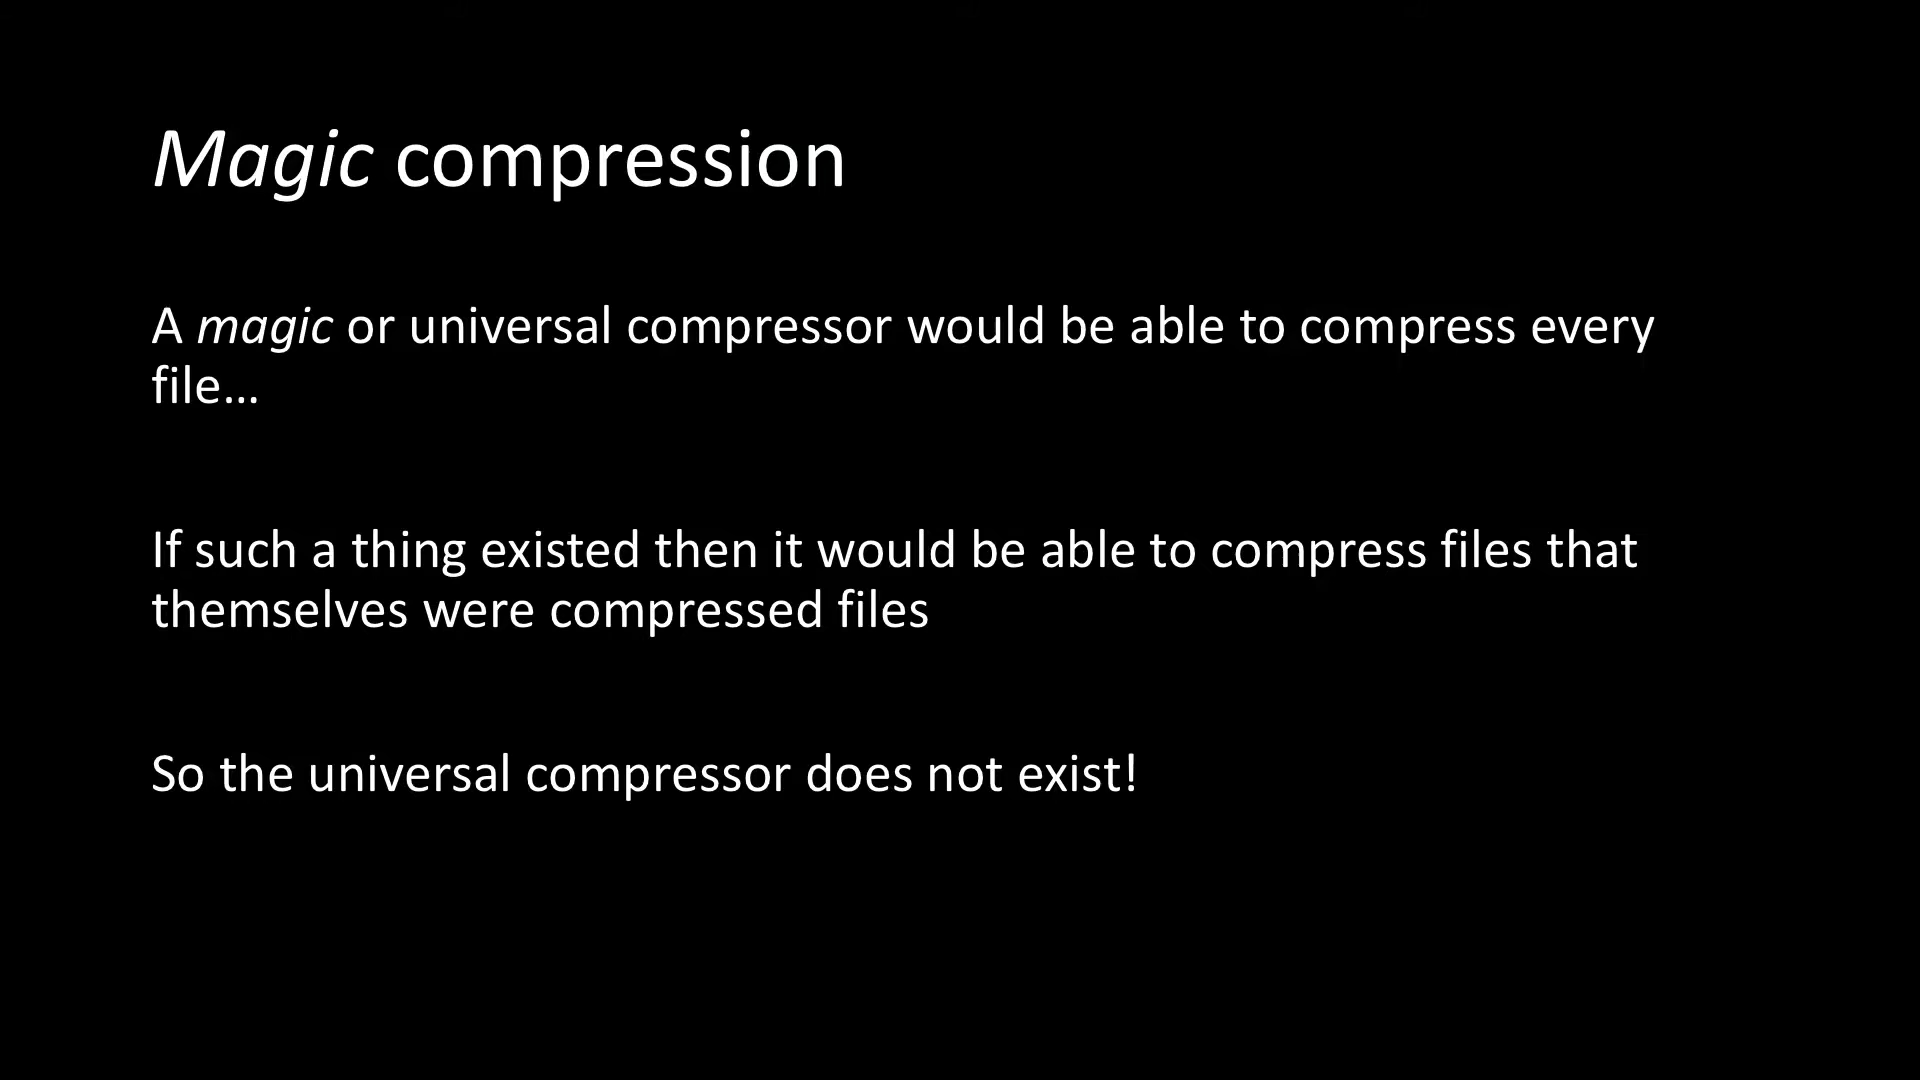 Magic compression
A magic or universal compressor would be able to compress every
file...
If such a thing existed then it would be able to compress files that
themselves were compressed files
So the universal compressor does not exist!